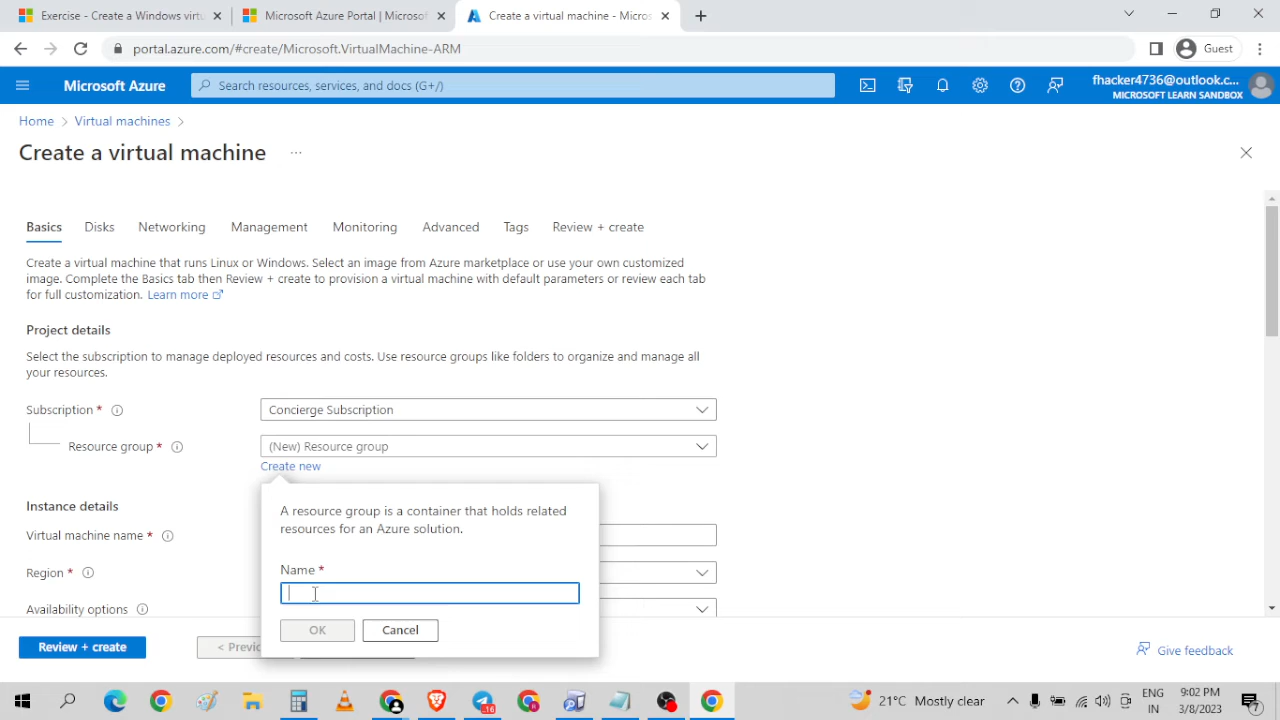 Exercise - Create a Windows virtu
Microsoft Azure Portal | Microsof
Create a virtual machine - Micros
portal.azure.com/#create/Microsoft.VirtualMachine-ARM
Guest
Microsoft Azure
Search resources, services, and docs (G+/)
fhacker4736@outlook.c...
MICROSOFT LEARN SANDBOX
Home > Virtual machines >
Create a virtual machine ...
Basics Disks Networking Management Monitoring Advanced Tags Review + create
Create a virtual machine that runs Linux or Windows. Select an image from Azure marketplace or use your own customized
image. Complete the Basics tab then Review + create to provision a virtual machine with default parameters or review each tab
for full customization. Learn more
Project details
Select the subscription to manage deployed resources and costs. Use resource groups like folders to organize and manage all
your resources.
Subscription *
Concierge Subscription
Resource group *
(New) Resource group
Create new
A resource group is a container that holds related
resources for an Azure solution.
Name *
OK
Cancel
Instance details
Virtual machine name *
Region *
Availability options
Review + create
< Previ
Give feedback
16
21°C Mostly clear
ENG
IN
9:02 PM
3/8/2023
7